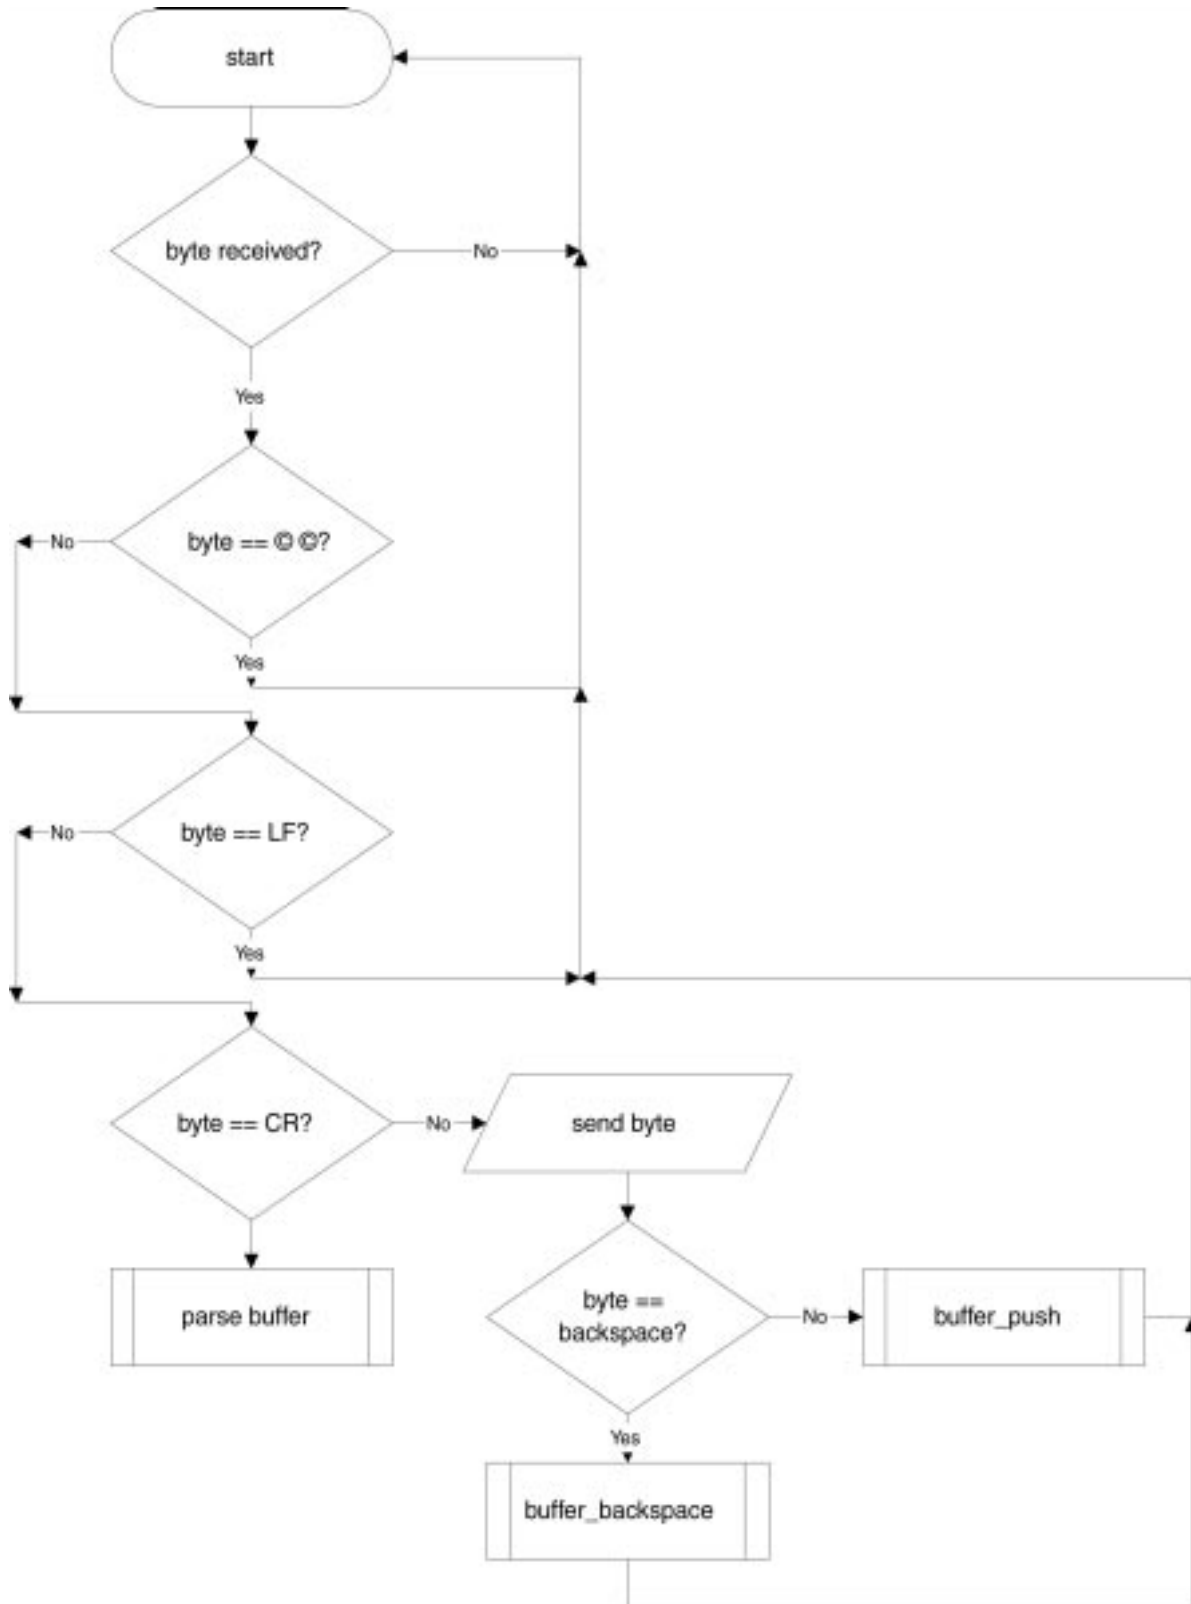 start
byte received?
No
Yes
byte == © ©?
No
Yes
byte == LF?
No
Yes
byte == CR?
No
send byte
parse buffer
byte ==
backspace?
No
buffer_push
Yes
buffer_backspace